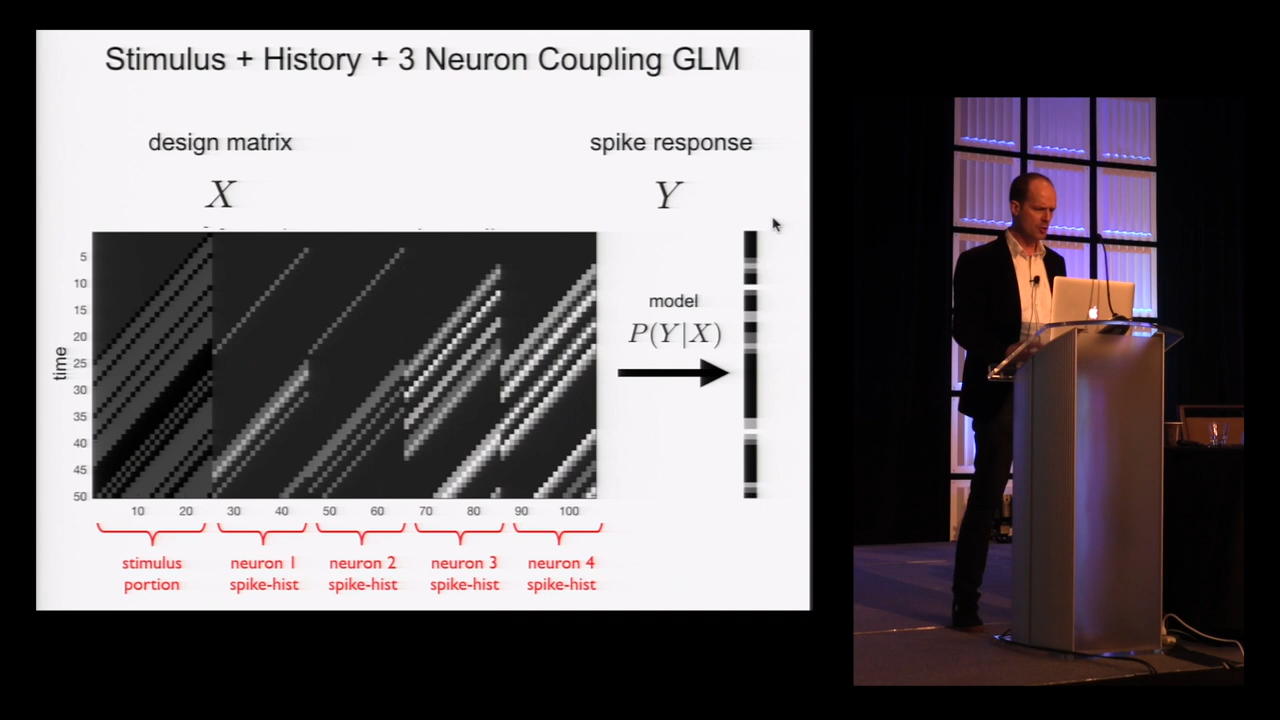 Stimulus + History + 3 Neuron Coupling GLM
design matrix
spike response
X
Y
model
P(Y|X)
time
5
10
15
20
25
30
35
40
45
50
10 20 30 40 50 60 70 80 90 100
stimulus portion
neuron 1 spike-hist
neuron 2 spike-hist
neuron 3 spike-hist
neuron 4 spike-hist